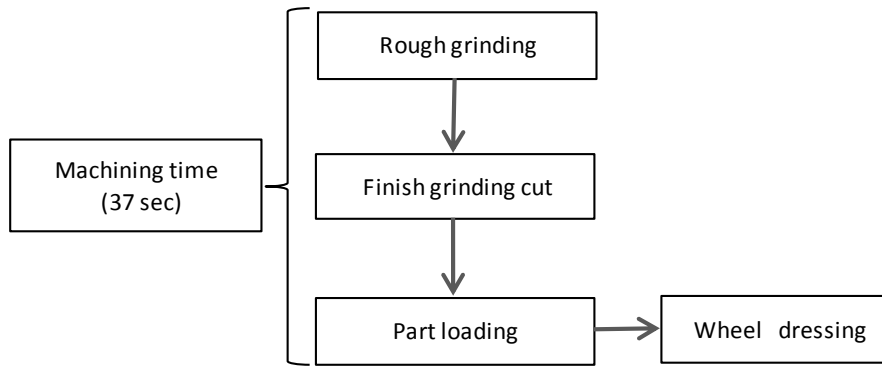 Rough grinding
Machining time
(37 sec)
Finish grinding cut
Part loading
Wheel dressing